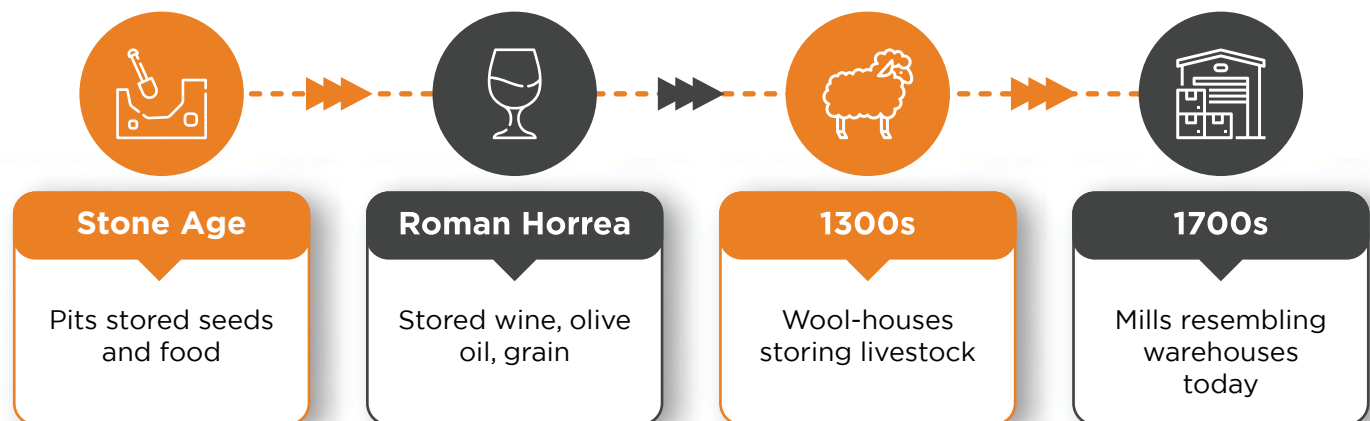 Stone Age
Pits stored seeds
and food
Roman Horrea
Stored wine, olive
oil, grain
1300s
Wool-houses
storing livestock
1700s
Mills resembling
warehouses
today